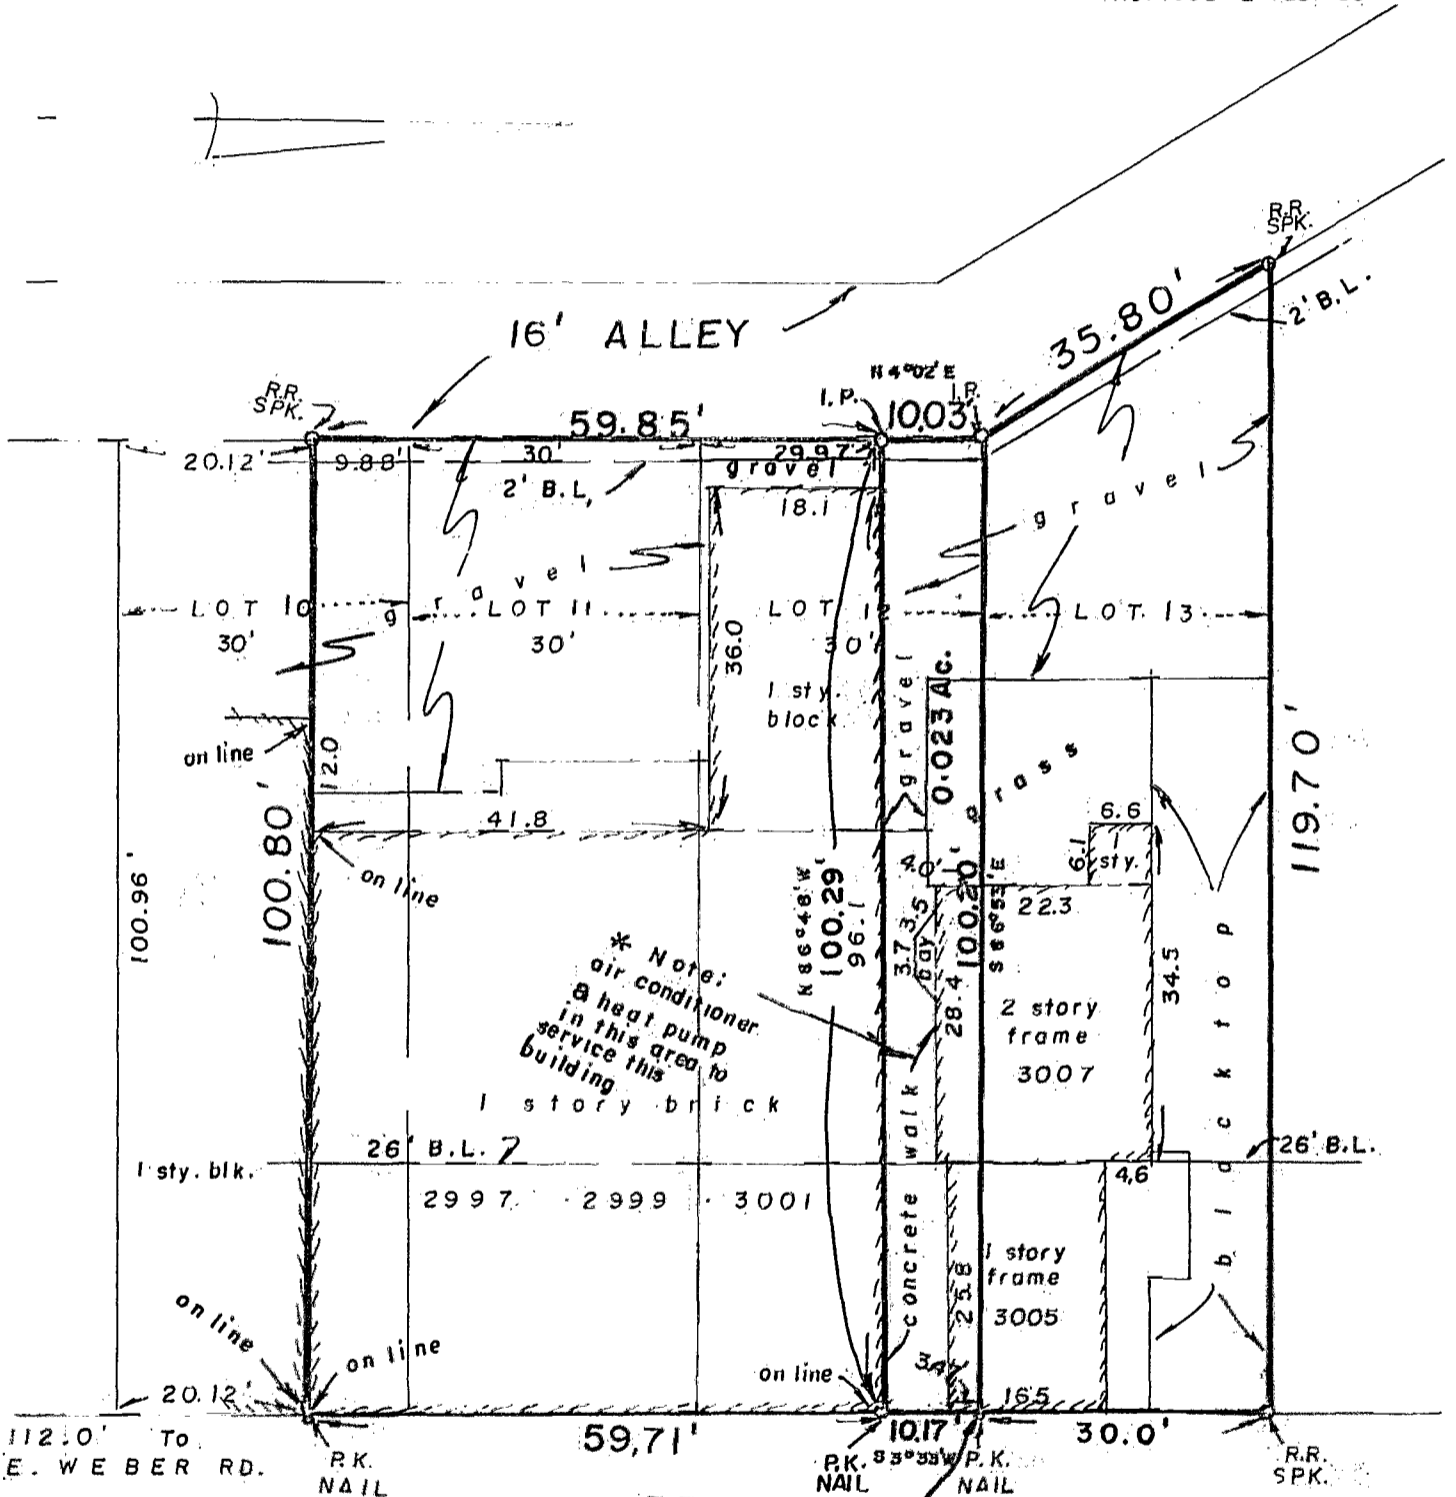 R.R.
SPK.
35.80'
2' B.L.
16' ALLEY
N 4°02' E
R.R.
SPK.
59.85'
I.P.
10.03'
I.P.
20.12'
9.88'
30'
29.97'
gravel
2' B.L.
18.1
gravel
gravel
LOT 10
LOT 11
LOT 12
LOT 13
30'
30'
30'
36.0
1 sty.
block
gravel
0.023 Ac.
on line
12.0
grass
100.80'
119.70'
41.8
6.6
6.1
1
sty.
on line
4.0'
100.96'
N 86°48' W
100.29'
96.1
3.5
3.7
bay
28.4
100.20'
S 86°53' E
22.3
34.5
* Note:
air conditioner
& heat pump
in this area to
service this
building
2 story
frame
3007
blacktop
1 story brick
concrete walk
1 sty. blk.
26' B.L.
26' B.L.
4.6
2997 · 2999 · 3001
1 story
frame
3005
25.8
on line
on line
on line
20.12'
3.4
16.5
112.0' To
E. WEBER RD.
P.K.
NAIL
59.71'
10.17'
S 3°33' W
P.K.
NAIL
P.K.
NAIL
30.0'
R.R.
SPK.